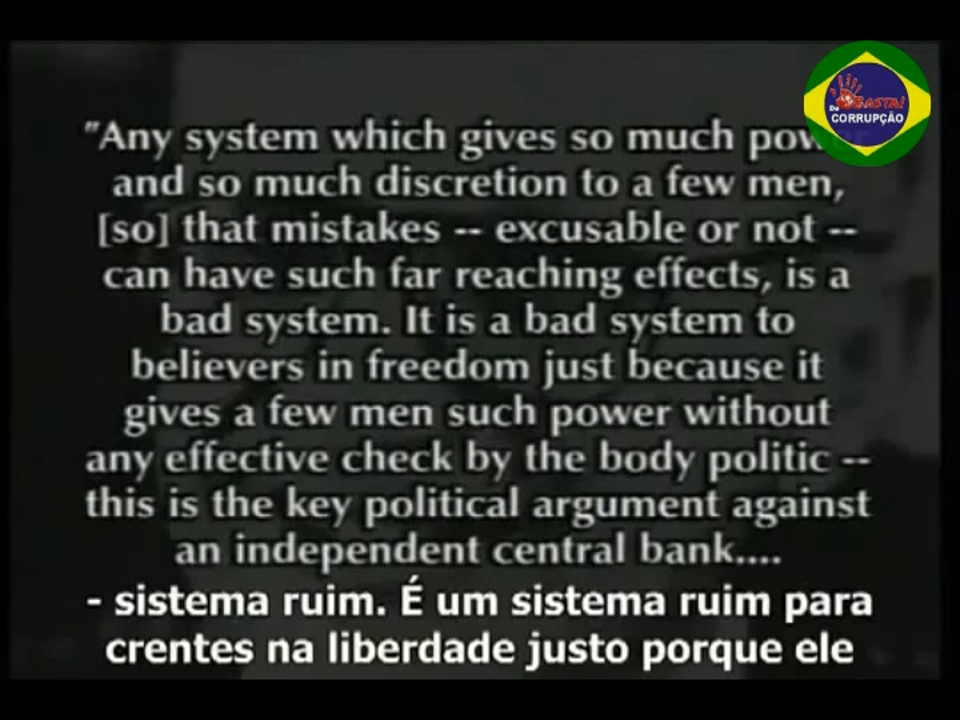 BASTA!
CORRUPÇÃO
"Any system which gives so much
and so much discretion to a few men,
[so] that mistakes -- excusable or not --
can have such far reaching effects, is a
bad system. It is a bad system to
believers in freedom just because it
gives a few men such power without
any effective check by the body politic --
this is the key political argument against
an independent central bank....
- sistema ruim. É um sistema ruim para
crentes na liberdade justo porque ele